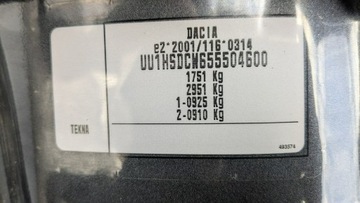 DACIA
e2*2001/116*0314
UU1HSDCW655504600
1751 Kg
2951 Kg
1-0925 Kg
2-0910 Kg
TEKNA
493374